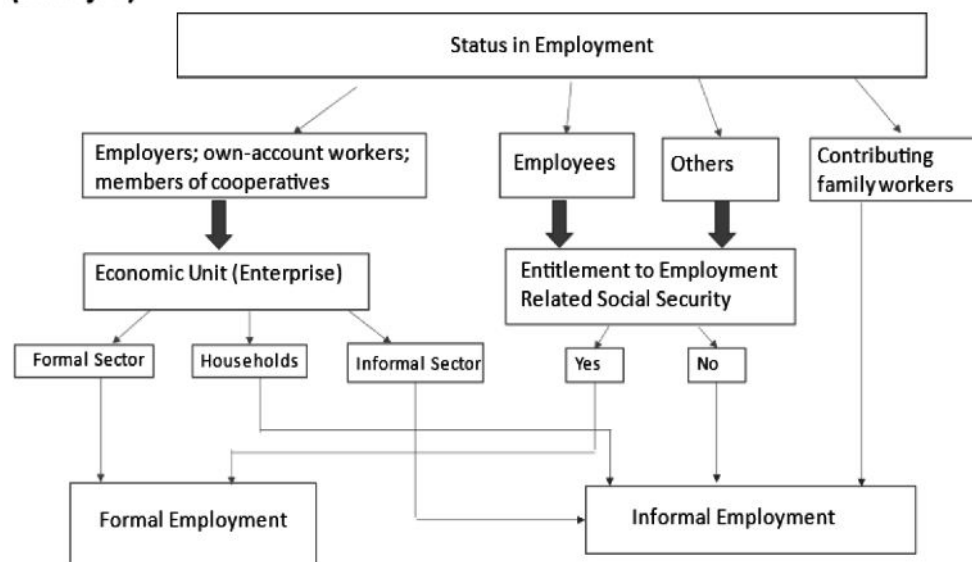 Status in Employment
Employers; own-account workers;
members of cooperatives
Employees
Others
Contributing
family workers
Economic Unit (Enterprise)
Entitlement to Employment
Related Social Security
Formal Sector
Households
Informal Sector
Yes
No
Formal Employment
Informal Employment